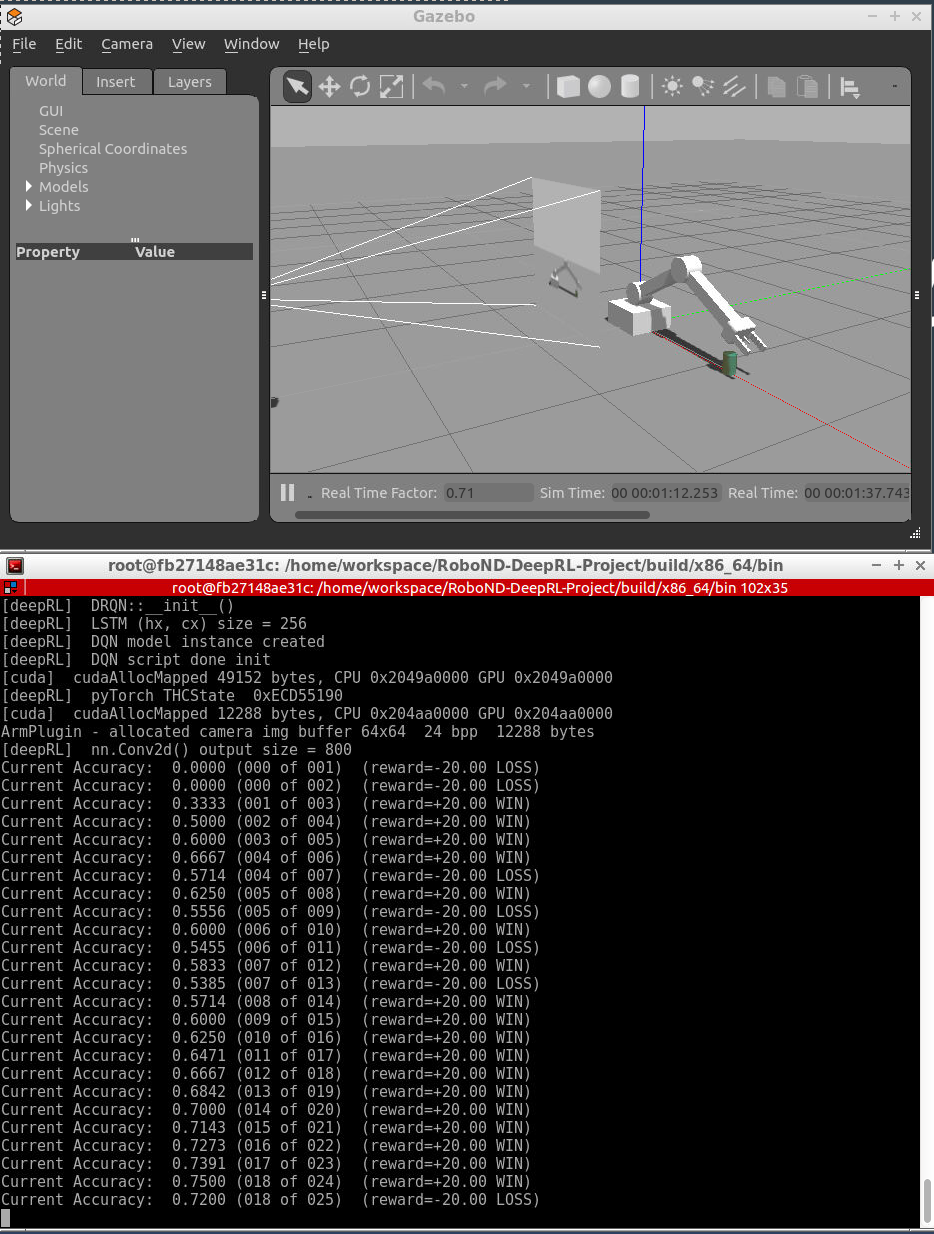 Gazebo
File Edit Camera View Window Help
World Insert Layers
GUI
Scene
Spherical Coordinates
Physics
Models
Lights
Property Value
Real Time Factor: 0.71 Sim Time: 00 00:01:12.253 Real Time: 00 00:01:37.743
root@fb27148ae31c: /home/workspace/RoboND-DeepRL-Project/build/x86_64/bin
root@fb27148ae31c: /home/workspace/RoboND-DeepRL-Project/build/x86_64/bin 102x35
[deepRL]  DRQN::__init__()
[deepRL]  LSTM (hx, cx) size = 256
[deepRL]  DQN model instance created
[deepRL]  DQN script done init
[cuda]  cudaAllocMapped 49152 bytes, CPU 0x2049a0000 GPU 0x2049a0000
[deepRL]  pyTorch THCState  0xECD55190
[cuda]  cudaAllocMapped 12288 bytes, CPU 0x204aa0000 GPU 0x204aa0000
ArmPlugin - allocated camera img buffer 64x64  24 bpp  12288 bytes
[deepRL]  nn.Conv2d() output size = 800
Current Accuracy:  0.0000 (000 of 001)  (reward=-20.00 LOSS)
Current Accuracy:  0.0000 (000 of 002)  (reward=-20.00 LOSS)
Current Accuracy:  0.3333 (001 of 003)  (reward=+20.00 WIN)
Current Accuracy:  0.5000 (002 of 004)  (reward=+20.00 WIN)
Current Accuracy:  0.6000 (003 of 005)  (reward=+20.00 WIN)
Current Accuracy:  0.6667 (004 of 006)  (reward=+20.00 WIN)
Current Accuracy:  0.5714 (004 of 007)  (reward=-20.00 LOSS)
Current Accuracy:  0.6250 (005 of 008)  (reward=+20.00 WIN)
Current Accuracy:  0.5556 (005 of 009)  (reward=-20.00 LOSS)
Current Accuracy:  0.6000 (006 of 010)  (reward=+20.00 WIN)
Current Accuracy:  0.5455 (006 of 011)  (reward=-20.00 LOSS)
Current Accuracy:  0.5833 (007 of 012)  (reward=+20.00 WIN)
Current Accuracy:  0.5385 (007 of 013)  (reward=-20.00 LOSS)
Current Accuracy:  0.5714 (008 of 014)  (reward=+20.00 WIN)
Current Accuracy:  0.6000 (009 of 015)  (reward=+20.00 WIN)
Current Accuracy:  0.6250 (010 of 016)  (reward=+20.00 WIN)
Current Accuracy:  0.6471 (011 of 017)  (reward=+20.00 WIN)
Current Accuracy:  0.6667 (012 of 018)  (reward=+20.00 WIN)
Current Accuracy:  0.6842 (013 of 019)  (reward=+20.00 WIN)
Current Accuracy:  0.7000 (014 of 020)  (reward=+20.00 WIN)
Current Accuracy:  0.7143 (015 of 021)  (reward=+20.00 WIN)
Current Accuracy:  0.7273 (016 of 022)  (reward=+20.00 WIN)
Current Accuracy:  0.7391 (017 of 023)  (reward=+20.00 WIN)
Current Accuracy:  0.7500 (018 of 024)  (reward=+20.00 WIN)
Current Accuracy:  0.7200 (018 of 025)  (reward=-20.00 LOSS)